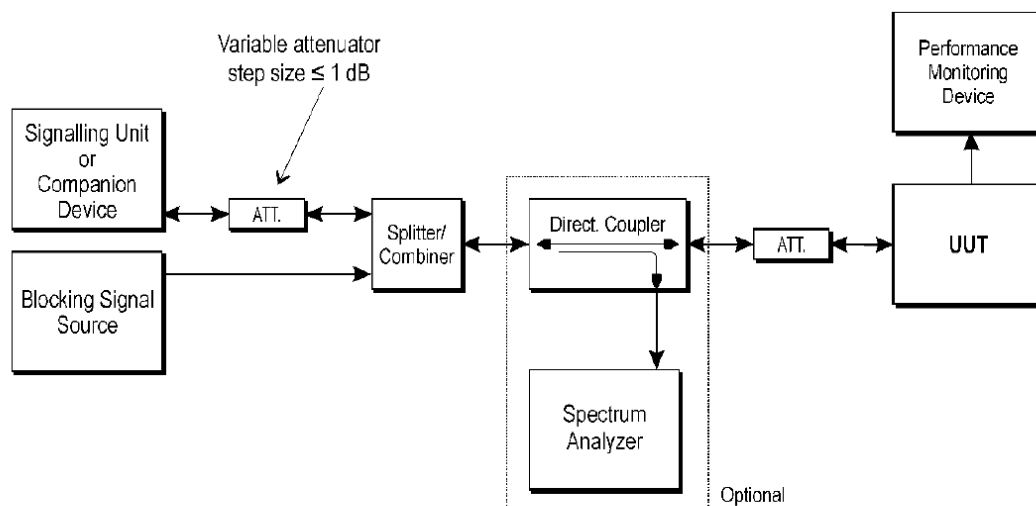 Variable attenuator
step size ≤ 1 dB
Performance
Monitoring
Device
Signalling Unit
or
Companion
Device
ATT.
Splitter/
Combiner
Direct. Coupler
ATT.
UUT
Blocking Signal
Source
Spectrum
Analyzer
Optional